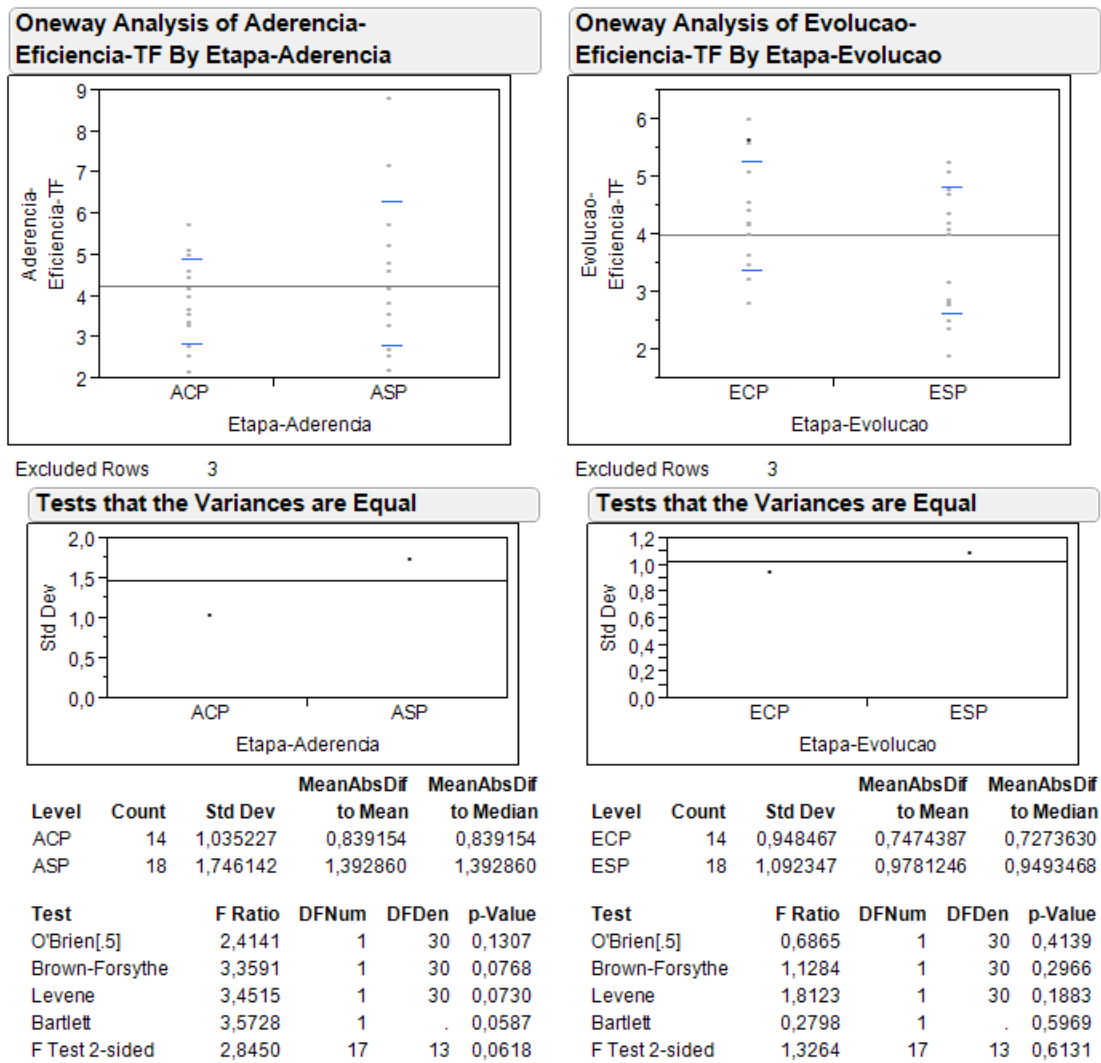 Oneway Analysis of Aderencia-
Eficiencia-TF By Etapa-Aderencia
9
8
7
6
5
4
3
2
Aderencia-
Eficiencia-TF
ACP ASP
Etapa-Aderencia
Excluded Rows 3
Tests that the Variances are Equal
2,0
1,5
1,0
0,5
0,0
Std Dev
ACP ASP
Etapa-Aderencia
MeanAbsDif MeanAbsDif
Level Count Std Dev to Mean to Median
ACP 14 1,035227 0,839154 0,839154
ASP 18 1,746142 1,392860 1,392860
Test F Ratio DFNum DFDen p-Value
O'Brien[.5] 2,4141 1 30 0,1307
Brown-Forsythe 3,3591 1 30 0,0768
Levene 3,4515 1 30 0,0730
Bartlett 3,5728 1 . 0,0587
F Test 2-sided 2,8450 17 13 0,0618
Oneway Analysis of Evolucao-
Eficiencia-TF By Etapa-Evolucao
6
5
4
3
2
Evolucao-
Eficiencia-TF
ECP ESP
Etapa-Evolucao
Excluded Rows 3
Tests that the Variances are Equal
1,2
1,0
0,8
0,6
0,4
0,2
0,0
Std Dev
ECP ESP
Etapa-Evolucao
MeanAbsDif MeanAbsDif
Level Count Std Dev to Mean to Median
ECP 14 0,948467 0,7474387 0,7273630
ESP 18 1,092347 0,9781246 0,9493468
Test F Ratio DFNum DFDen p-Value
O'Brien[.5] 0,6865 1 30 0,4139
Brown-Forsythe 1,1284 1 30 0,2966
Levene 1,8123 1 30 0,1883
Bartlett 0,2798 1 . 0,5969
F Test 2-sided 1,3264 17 13 0,6131